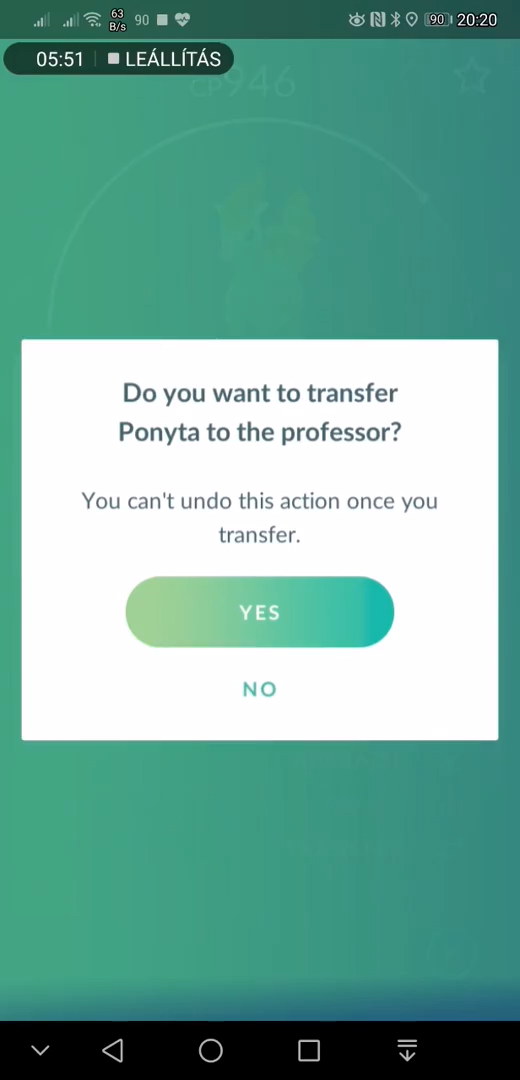 63 B/s 90 90 20:20
05:51 LEÁLLÍTÁS
CP946
Do you want to transfer
Ponyta to the professor?
You can't undo this action once you
transfer.
YES
NO